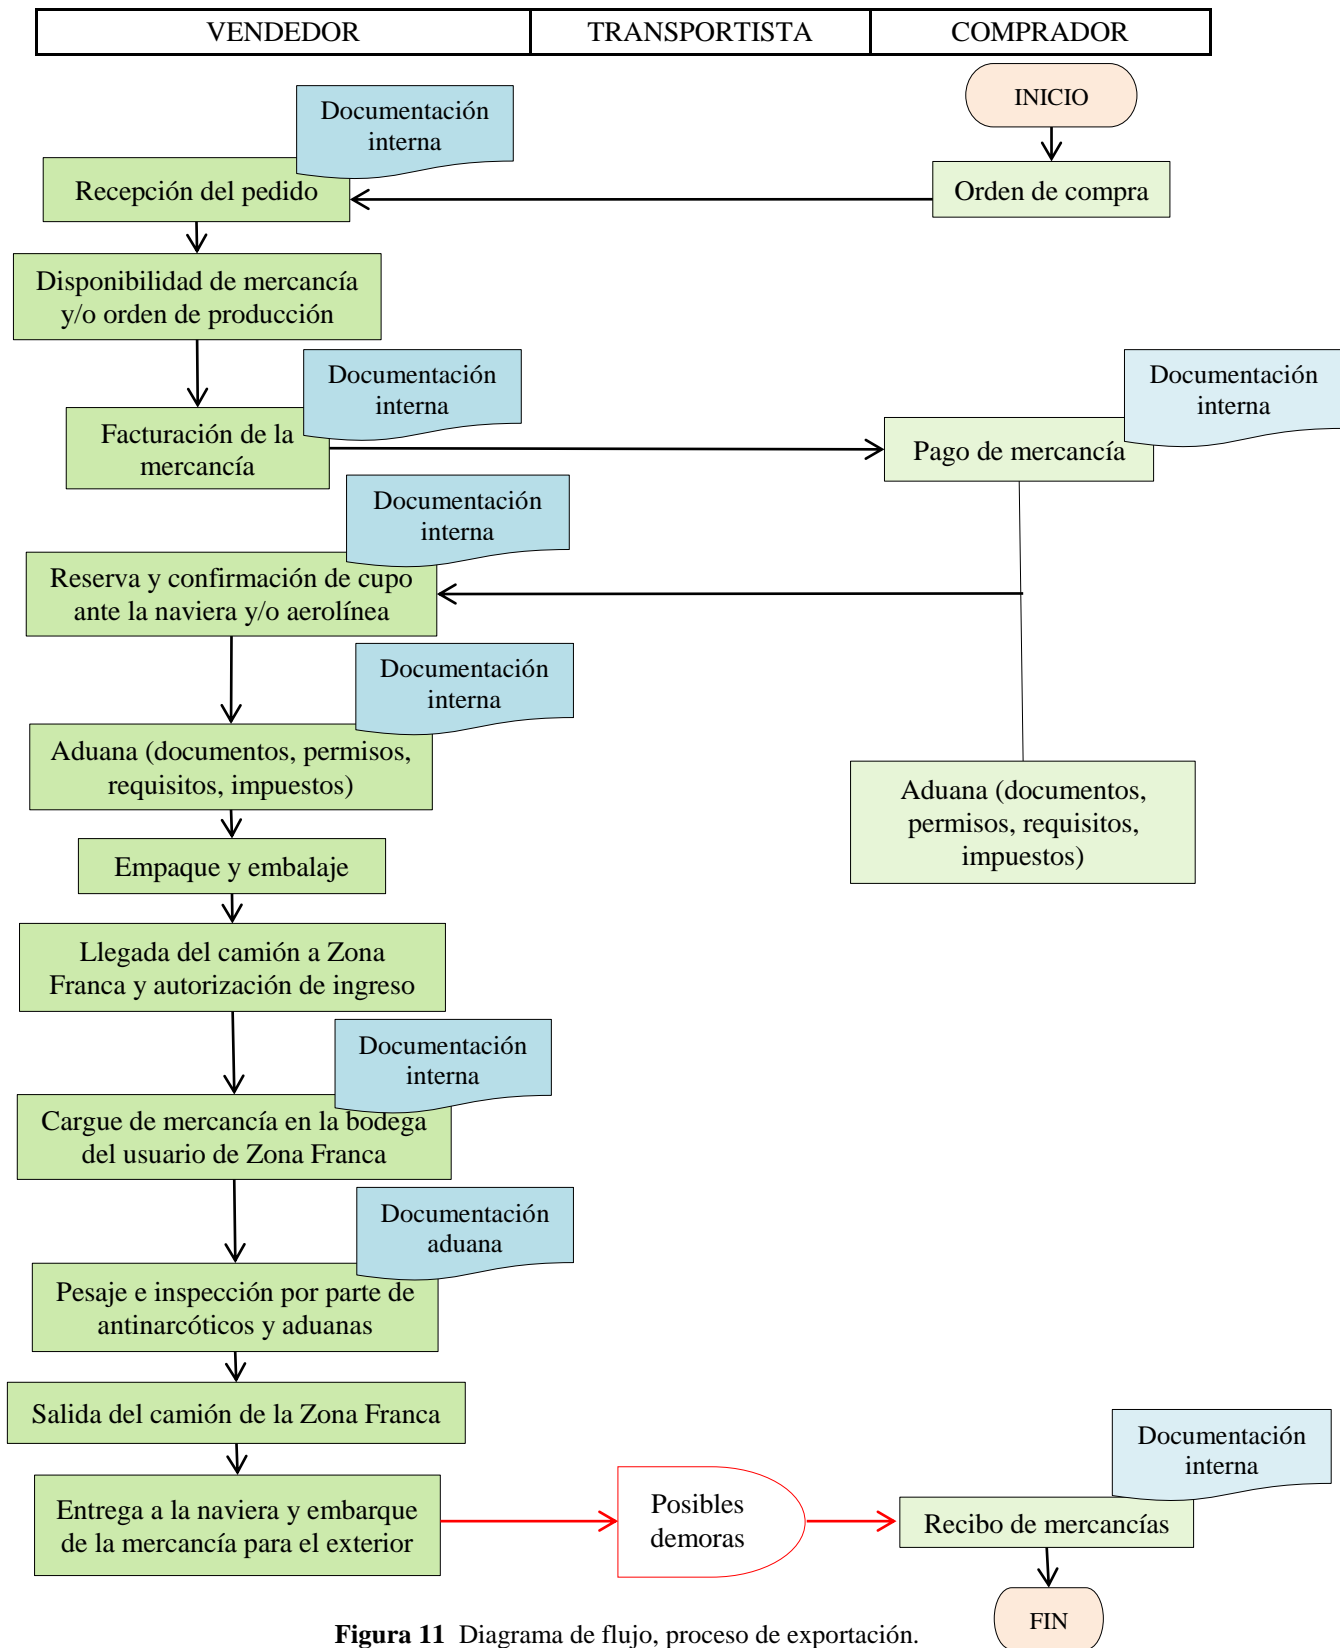 VENDEDOR
TRANSPORTISTA
COMPRADOR
INICIO
Documentación
interna
Recepción del pedido
Orden de compra
Disponibilidad de mercancía
y/o orden de producción
Documentación
interna
Documentación
interna
Facturación de la
mercancía
Pago de mercancía
Documentación
interna
Reserva y confirmación de cupo
ante la naviera y/o aerolínea
Documentación
interna
Aduana (documentos, permisos,
requisitos, impuestos)
Aduana (documentos,
permisos, requisitos,
impuestos)
Empaque y embalaje
Llegada del camión a Zona
Franca y autorización de ingreso
Documentación
interna
Cargue de mercancía en la bodega
del usuario de Zona Franca
Documentación
aduana
Pesaje e inspección por parte de
antinarcóticos y aduanas
Salida del camión de la Zona Franca
Documentación
interna
Entrega a la naviera y embarque
de la mercancía para el exterior
Posibles
demoras
Recibo de mercancías
FIN
Figura 11 Diagrama de flujo, proceso de exportación.